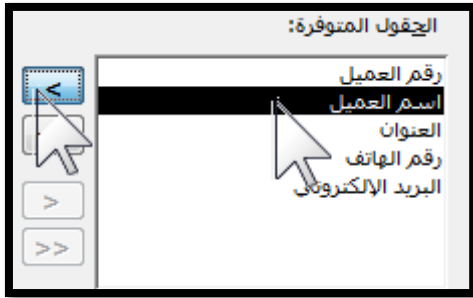 الحقول المتوفرة:
رقم العميل
اسم العميل
العنوان
رقم الهاتف
البريد الإلكتروني
<
>
>>